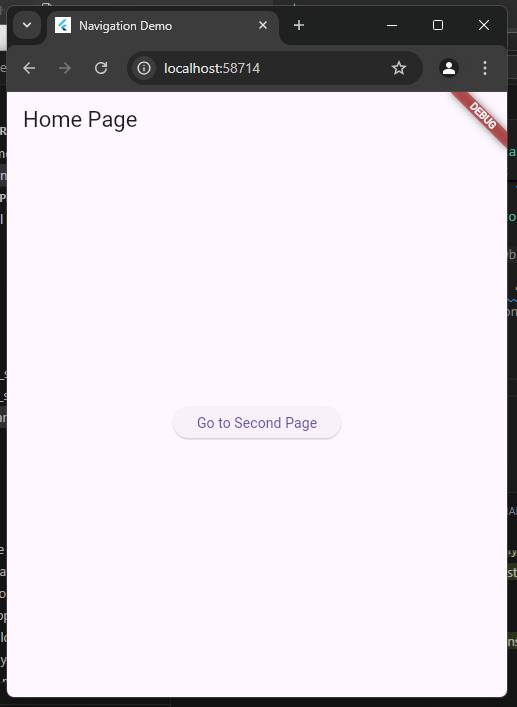 Navigation Demo
localhost:58714
Home Page
DEBUG
Go to Second Page